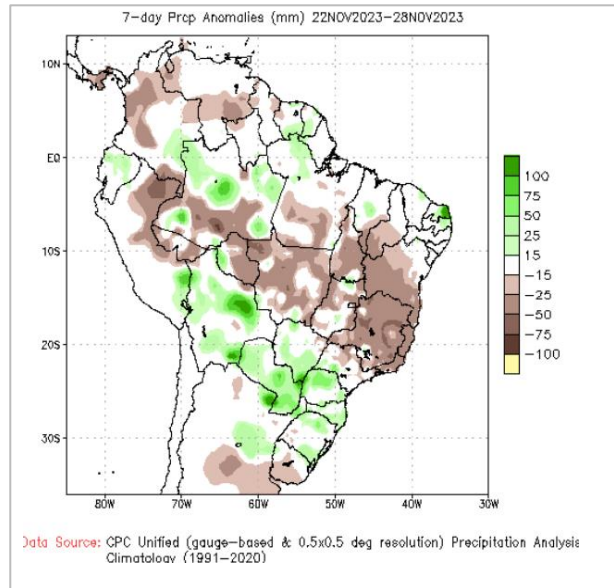 7-day Prcp Anomalies (mm) 22NOV2023-28NOV2023
10N
EQ
10S
20S
30S
80W 70W 60W 50W 40W 30W
100
75
50
25
15
-15
-25
-50
-75
-100
Data Source: CPC Unified (gauge-based & 0.5x0.5 deg resolution) Precipitation Analysis
Climatology (1991-2020)